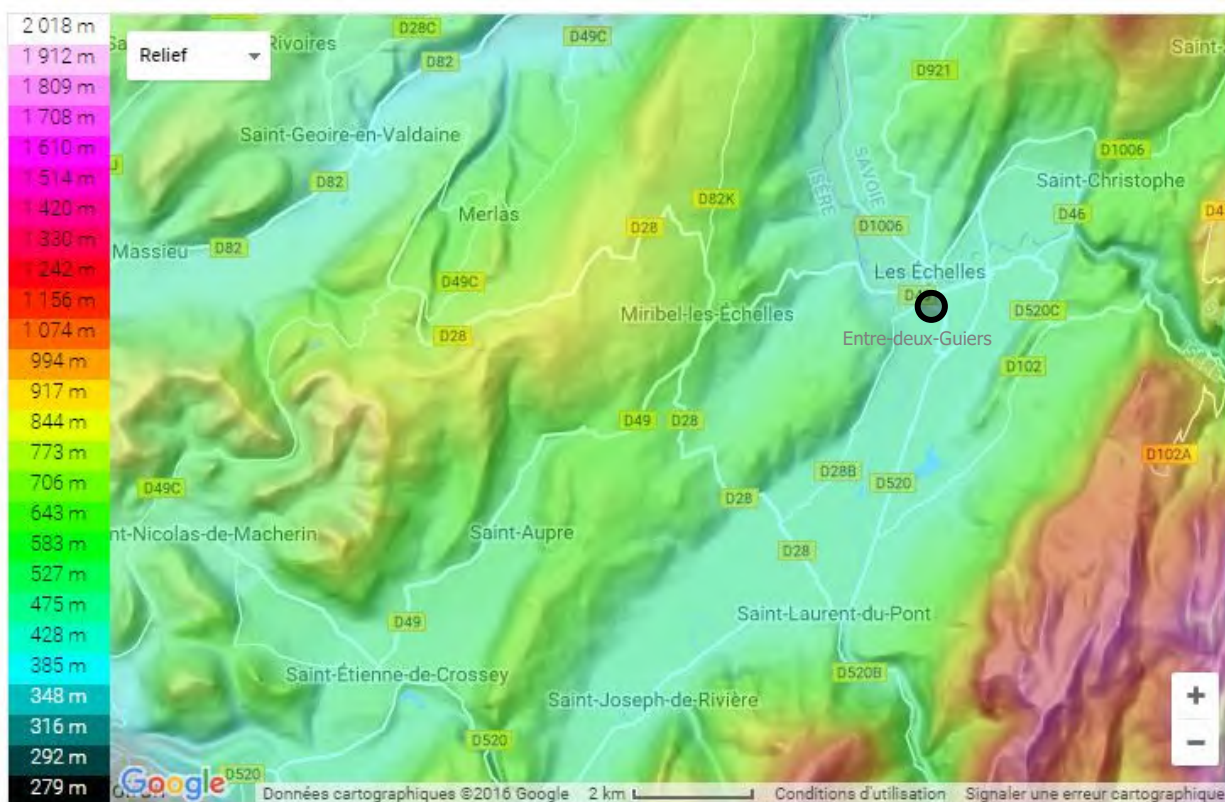 2 018 m
1 912 m
1 809 m
1 708 m
1 610 m
1 514 m
1 420 m
1 330 m
1 242 m
1 156 m
1 074 m
994 m
917 m
844 m
773 m
706 m
643 m
583 m
527 m
475 m
428 m
385 m
348 m
316 m
292 m
279 m
Relief
Rivoires
D28C
D49C
D82
D921
Saint-
Saint-Geoire-en-Valdaine
D1006
SAVOIE
ISÈRE
D82
Saint-Christophe
D82K
Merlas
D46
D28
D1006
Massieu
D82
Les Échelles
D49C
D520C
Miribel-les-Échelles
D28
Entre-deux-Guiers
D102
D49
D28
D102A
D28B
D520
D49C
D28
nt-Nicolas-de-Macherin
Saint-Aupre
D28
D49
Saint-Laurent-du-Pont
Saint-Étienne-de-Crossey
D520B
Saint-Joseph-de-Rivière
+
D520
−
D520
Google
Données cartographiques ©2016 Google
2 km
Conditions d'utilisation
Signaler une erreur cartographique